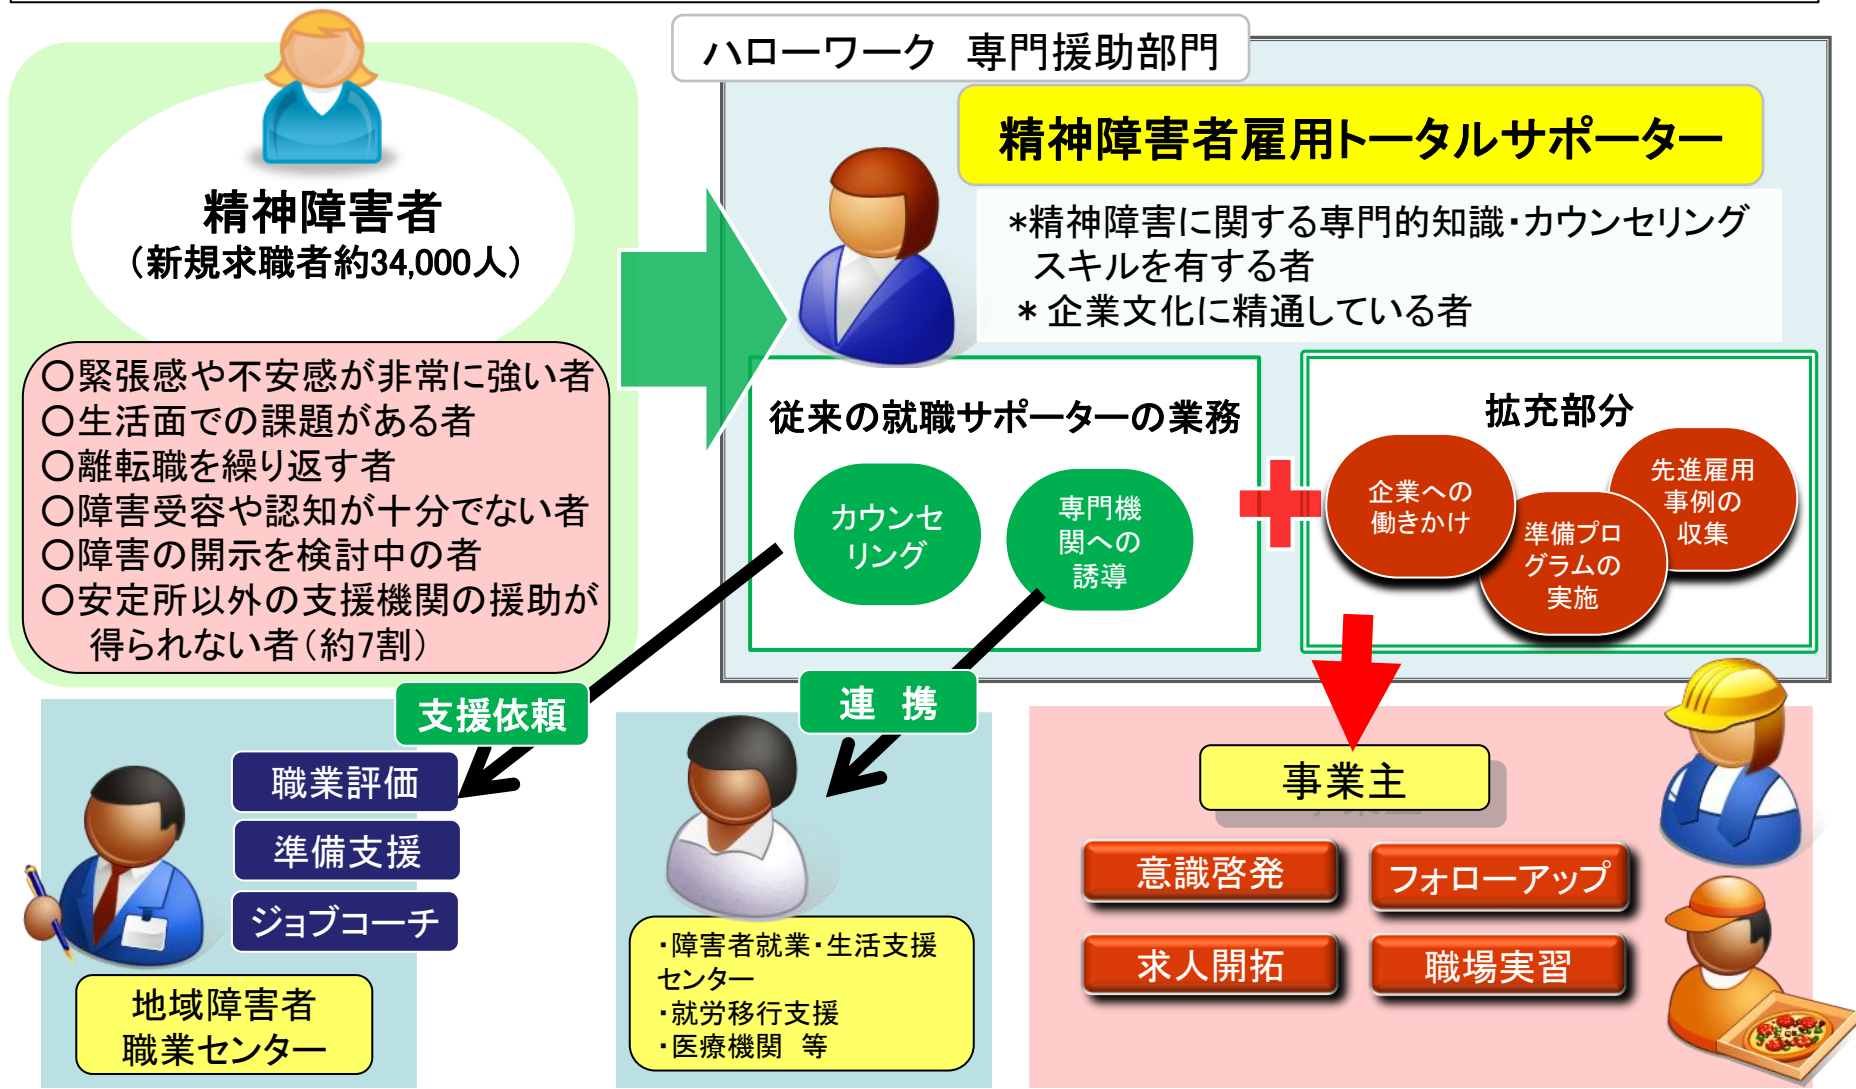 精神障害者
（新規求職者約34,000人）
○緊張感や不安感が非常に強い者
○生活面での課題がある者
○離転職を繰り返す者
○障害受容や認知が十分でない者
○障害の開示を検討中の者
○安定所以外の支援機関の援助が
得られない者（約7割）
ハローワーク　専門援助部門
精神障害者雇用トータルサポーター
*精神障害に関する専門的知識・カウンセリング
スキルを有する者
* 企業文化に精通している者
従来の就職サポーターの業務
カウンセ
リング
専門機
関への
誘導
拡充部分
企業への
働きかけ
準備プロ
グラムの
実施
先進雇用
事例の
収集
支援依頼
職業評価
準備支援
ジョブコーチ
地域障害者
職業センター
連　携
・障害者就業・生活支援
センター
・就労移行支援
・医療機関　等
事業主
意識啓発
フォローアップ
求人開拓
職場実習